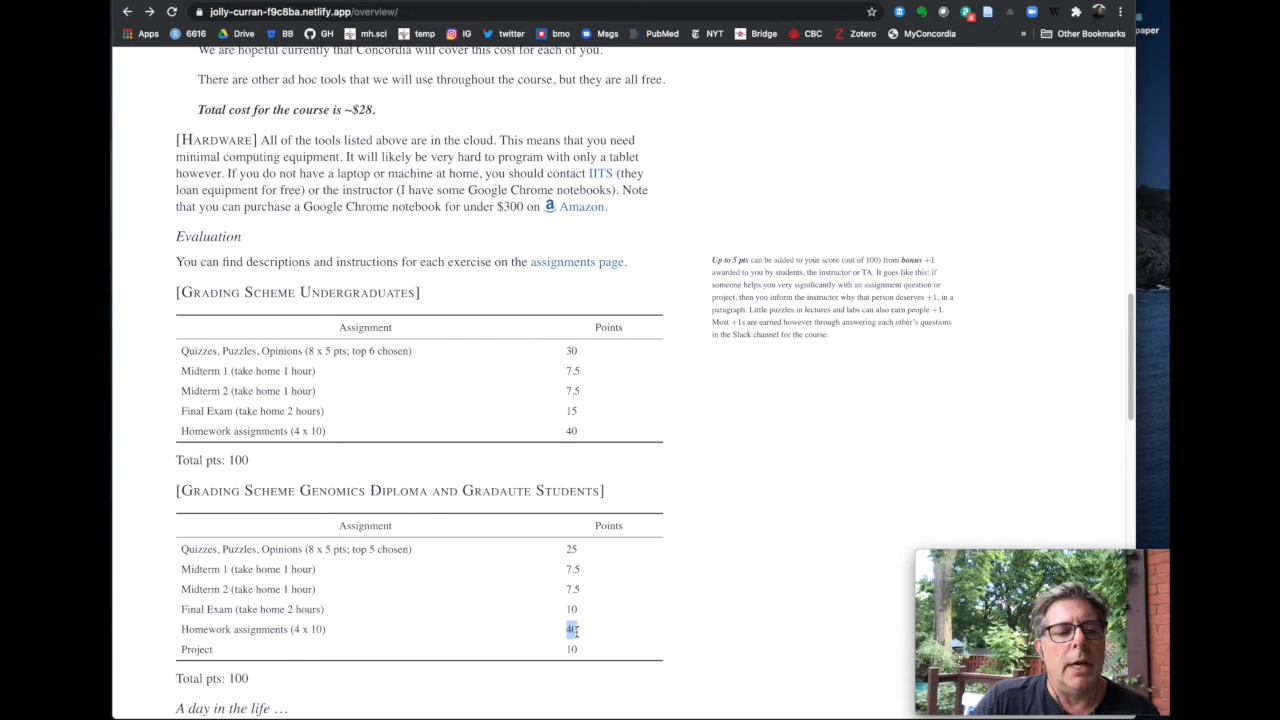 jolly-curran-f9c8ba.netlify.app/overview/
Apps 6616 Drive BB GH mh.sci temp IG twitter bmo Msgs PubMed NYT Bridge CBC Zotero MyConcordia » Other Bookmarks
paper
We are hopeful currently that Concordia will cover this cost for each of you.
There are other ad hoc tools that we will use throughout the course, but they are all free.
Total cost for the course is ~$28.
[HARDWARE] All of the tools listed above are in the cloud. This means that you need
minimal computing equipment. It will likely be very hard to program with only a tablet
however. If you do not have a laptop or machine at home, you should contact IITS (they
loan equipment for free) or the instructor (I have some Google Chrome notebooks). Note
that you can purchase a Google Chrome notebook for under $300 on Amazon.
Evaluation
You can find descriptions and instructions for each exercise on the assignments page.
Up to 5 pts can be added to your score (out of 100) from bonus +1
awarded to you by students, the instructor or TA. It goes like this: if
someone helps you very significantly with an assignment question or
project, then you inform the instructor why that person deserves +1, in a
paragraph. Little puzzles in lectures and labs can also earn people +1.
Most +1s are earned however through answering each other's questions
in the Slack channel for the course.
[GRADING SCHEME UNDERGRADUATES]
Assignment Points
Quizzes, Puzzles, Opinions (8 x 5 pts; top 6 chosen) 30
Midterm 1 (take home 1 hour) 7.5
Midterm 2 (take home 1 hour) 7.5
Final Exam (take home 2 hours) 15
Homework assignments (4 x 10) 40
Total pts: 100
[GRADING SCHEME GENOMICS DIPLOMA AND GRADAUTE STUDENTS]
Assignment Points
Quizzes, Puzzles, Opinions (8 x 5 pts; top 5 chosen) 25
Midterm 1 (take home 1 hour) 7.5
Midterm 2 (take home 1 hour) 7.5
Final Exam (take home 2 hours) 10
Homework assignments (4 x 10) 40
Project 10
Total pts: 100
A day in the life …